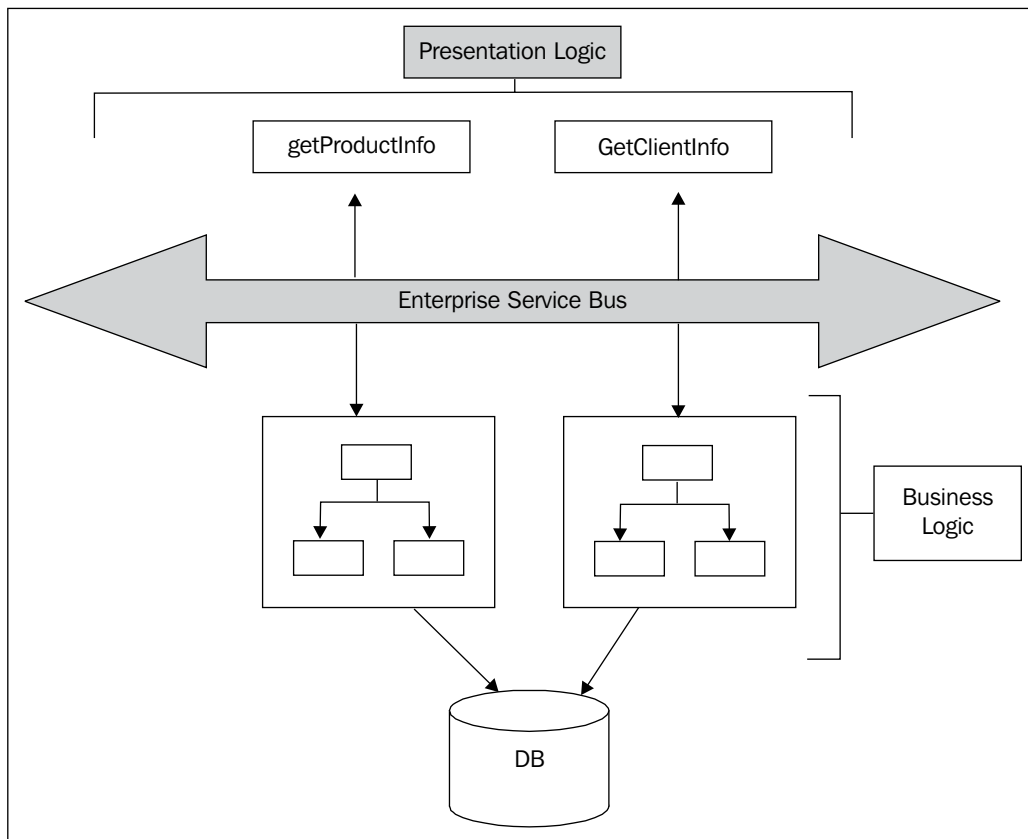 Presentation Logic
getProductInfo
GetClientInfo
Enterprise Service Bus
Business
Logic
DB